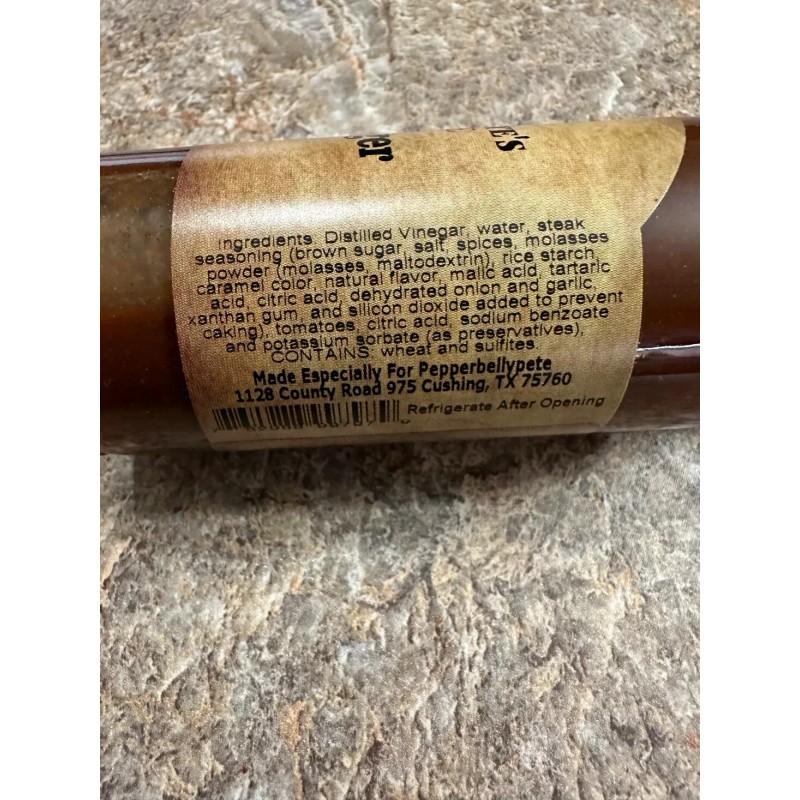 Ingredients: Distilled Vinegar, water, steak
seasoning (brown sugar, salt, spices, molasses
powder (molasses, maltodextrin), rice starch,
caramel color, natural flavor, malic acid, tartaric
acid, citric acid, dehydrated onion and garlic,
xanthan gum, and silicon dioxide added to prevent
caking), tomatoes, citric acid, sodium benzoate
and potassium sorbate (as preservatives),
CONTAINS: wheat and sulfites.
Made Especially For Pepperbellypete
1128 County Road 975 Cushing, TX 75760
Refrigerate After Opening